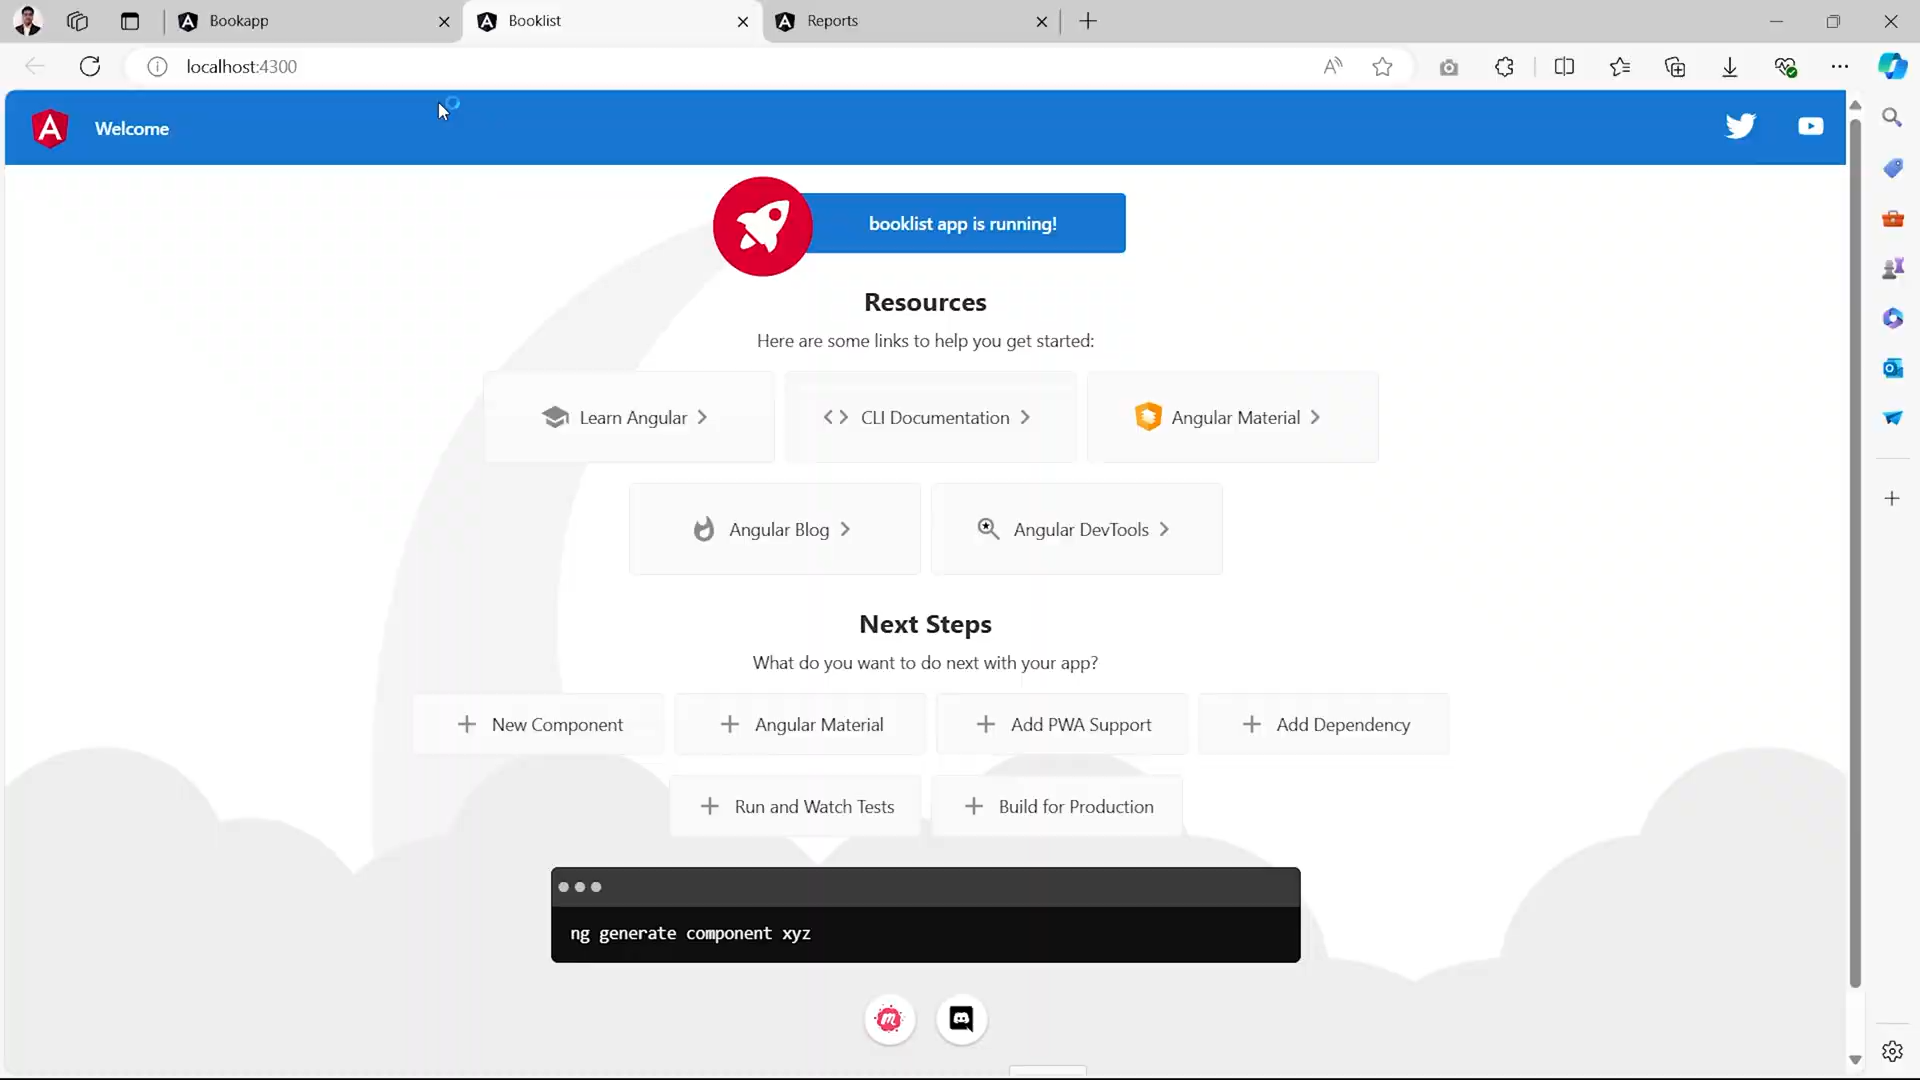 Bookapp
Booklist
Reports
localhost:4300
Welcome
booklist app is running!
Resources
Here are some links to help you get started:
Learn Angular
CLI Documentation
Angular Material
Angular Blog
Angular DevTools
Next Steps
What do you want to do next with your app?
New Component
Angular Material
Add PWA Support
Add Dependency
Run and Watch Tests
Build for Production
ng generate component xyz